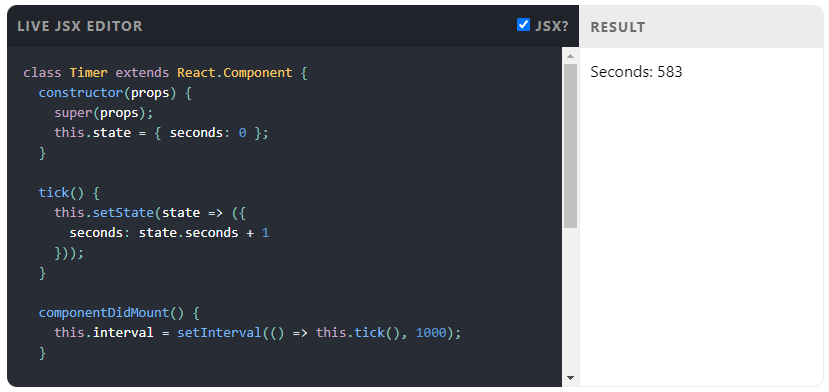 LIVE JSX EDITOR
JSX?
RESULT
class Timer extends React.Component {
  constructor(props) {
    super(props);
    this.state = { seconds: 0 };
  }

  tick() {
    this.setState(state => ({
      seconds: state.seconds + 1
    }));
  }

  componentDidMount() {
    this.interval = setInterval(() => this.tick(), 1000);
  }
Seconds: 583